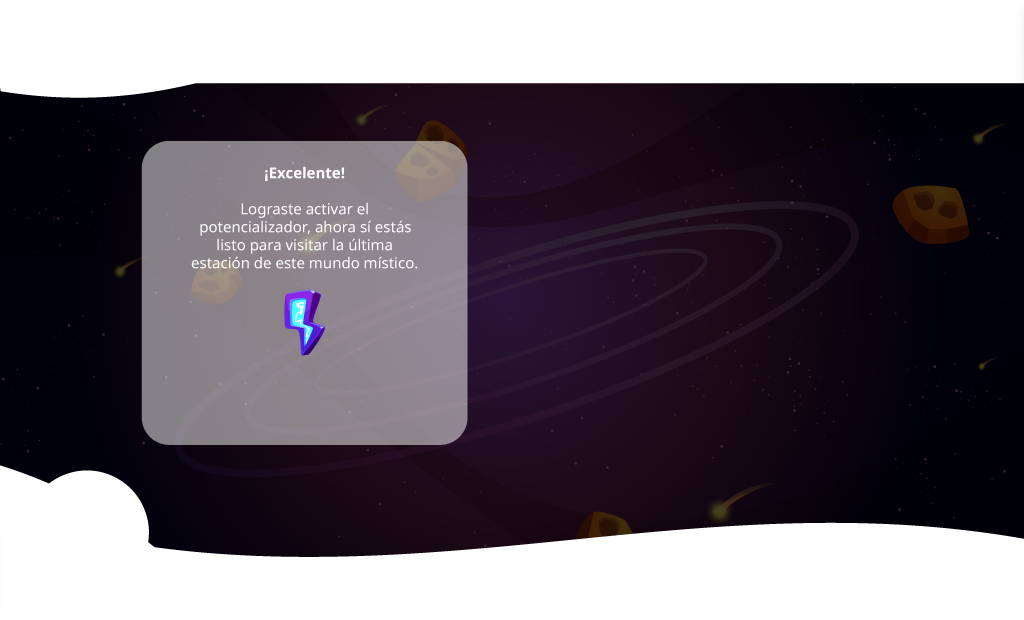 ¡Excelente!
Lograste activar el
potencializador, ahora sí estás
listo para visitar la última
estación de este mundo místico.